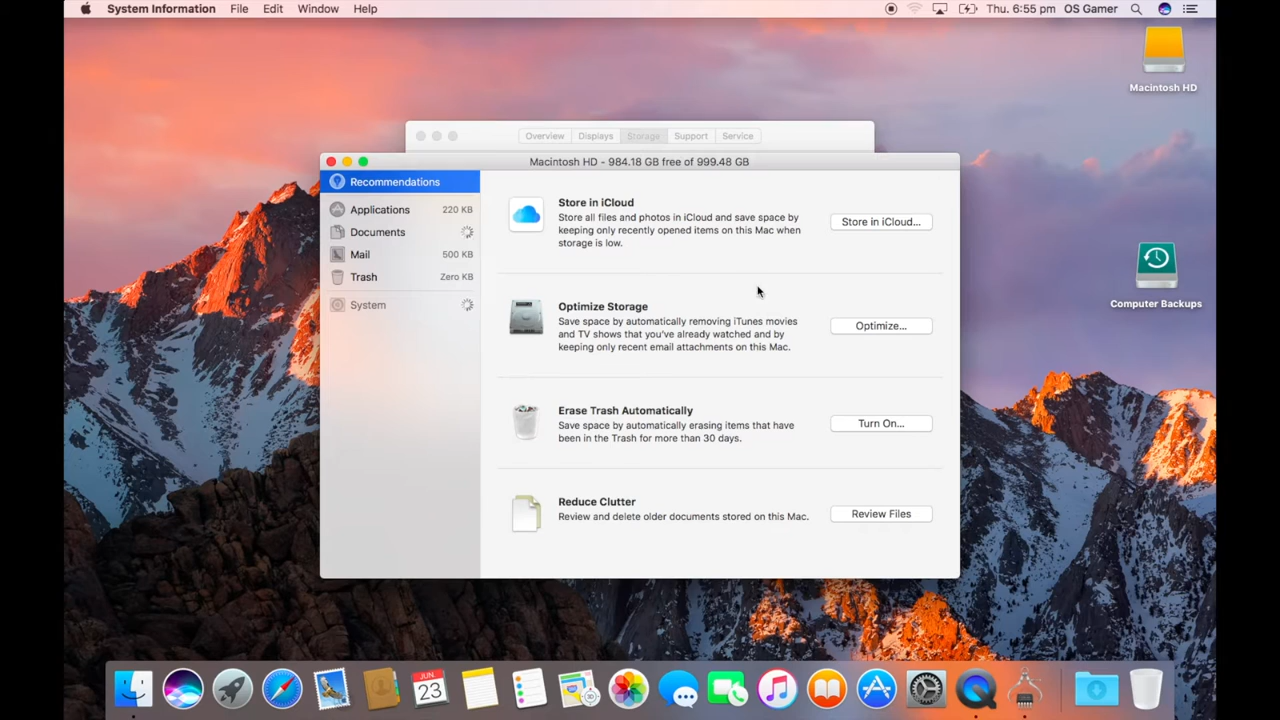 System Information File Edit Window Help
Thu. 6:55 pm OS Gamer
Macintosh HD
Overview Displays Storage Support Service
Macintosh HD - 984.18 GB free of 999.48 GB
Recommendations
Applications 220 KB
Documents
Mail 500 KB
Trash Zero KB
System
Store in iCloud
Store all files and photos in iCloud and save space by
keeping only recently opened items on this Mac when
storage is low.
Store in iCloud...
Optimize Storage
Save space by automatically removing iTunes movies
and TV shows that you've already watched and by
keeping only recent email attachments on this Mac.
Optimize...
Erase Trash Automatically
Save space by automatically erasing items that have
been in the Trash for more than 30 days.
Turn On...
Reduce Clutter
Review and delete older documents stored on this Mac.
Review Files
Computer Backups
JUN.
23